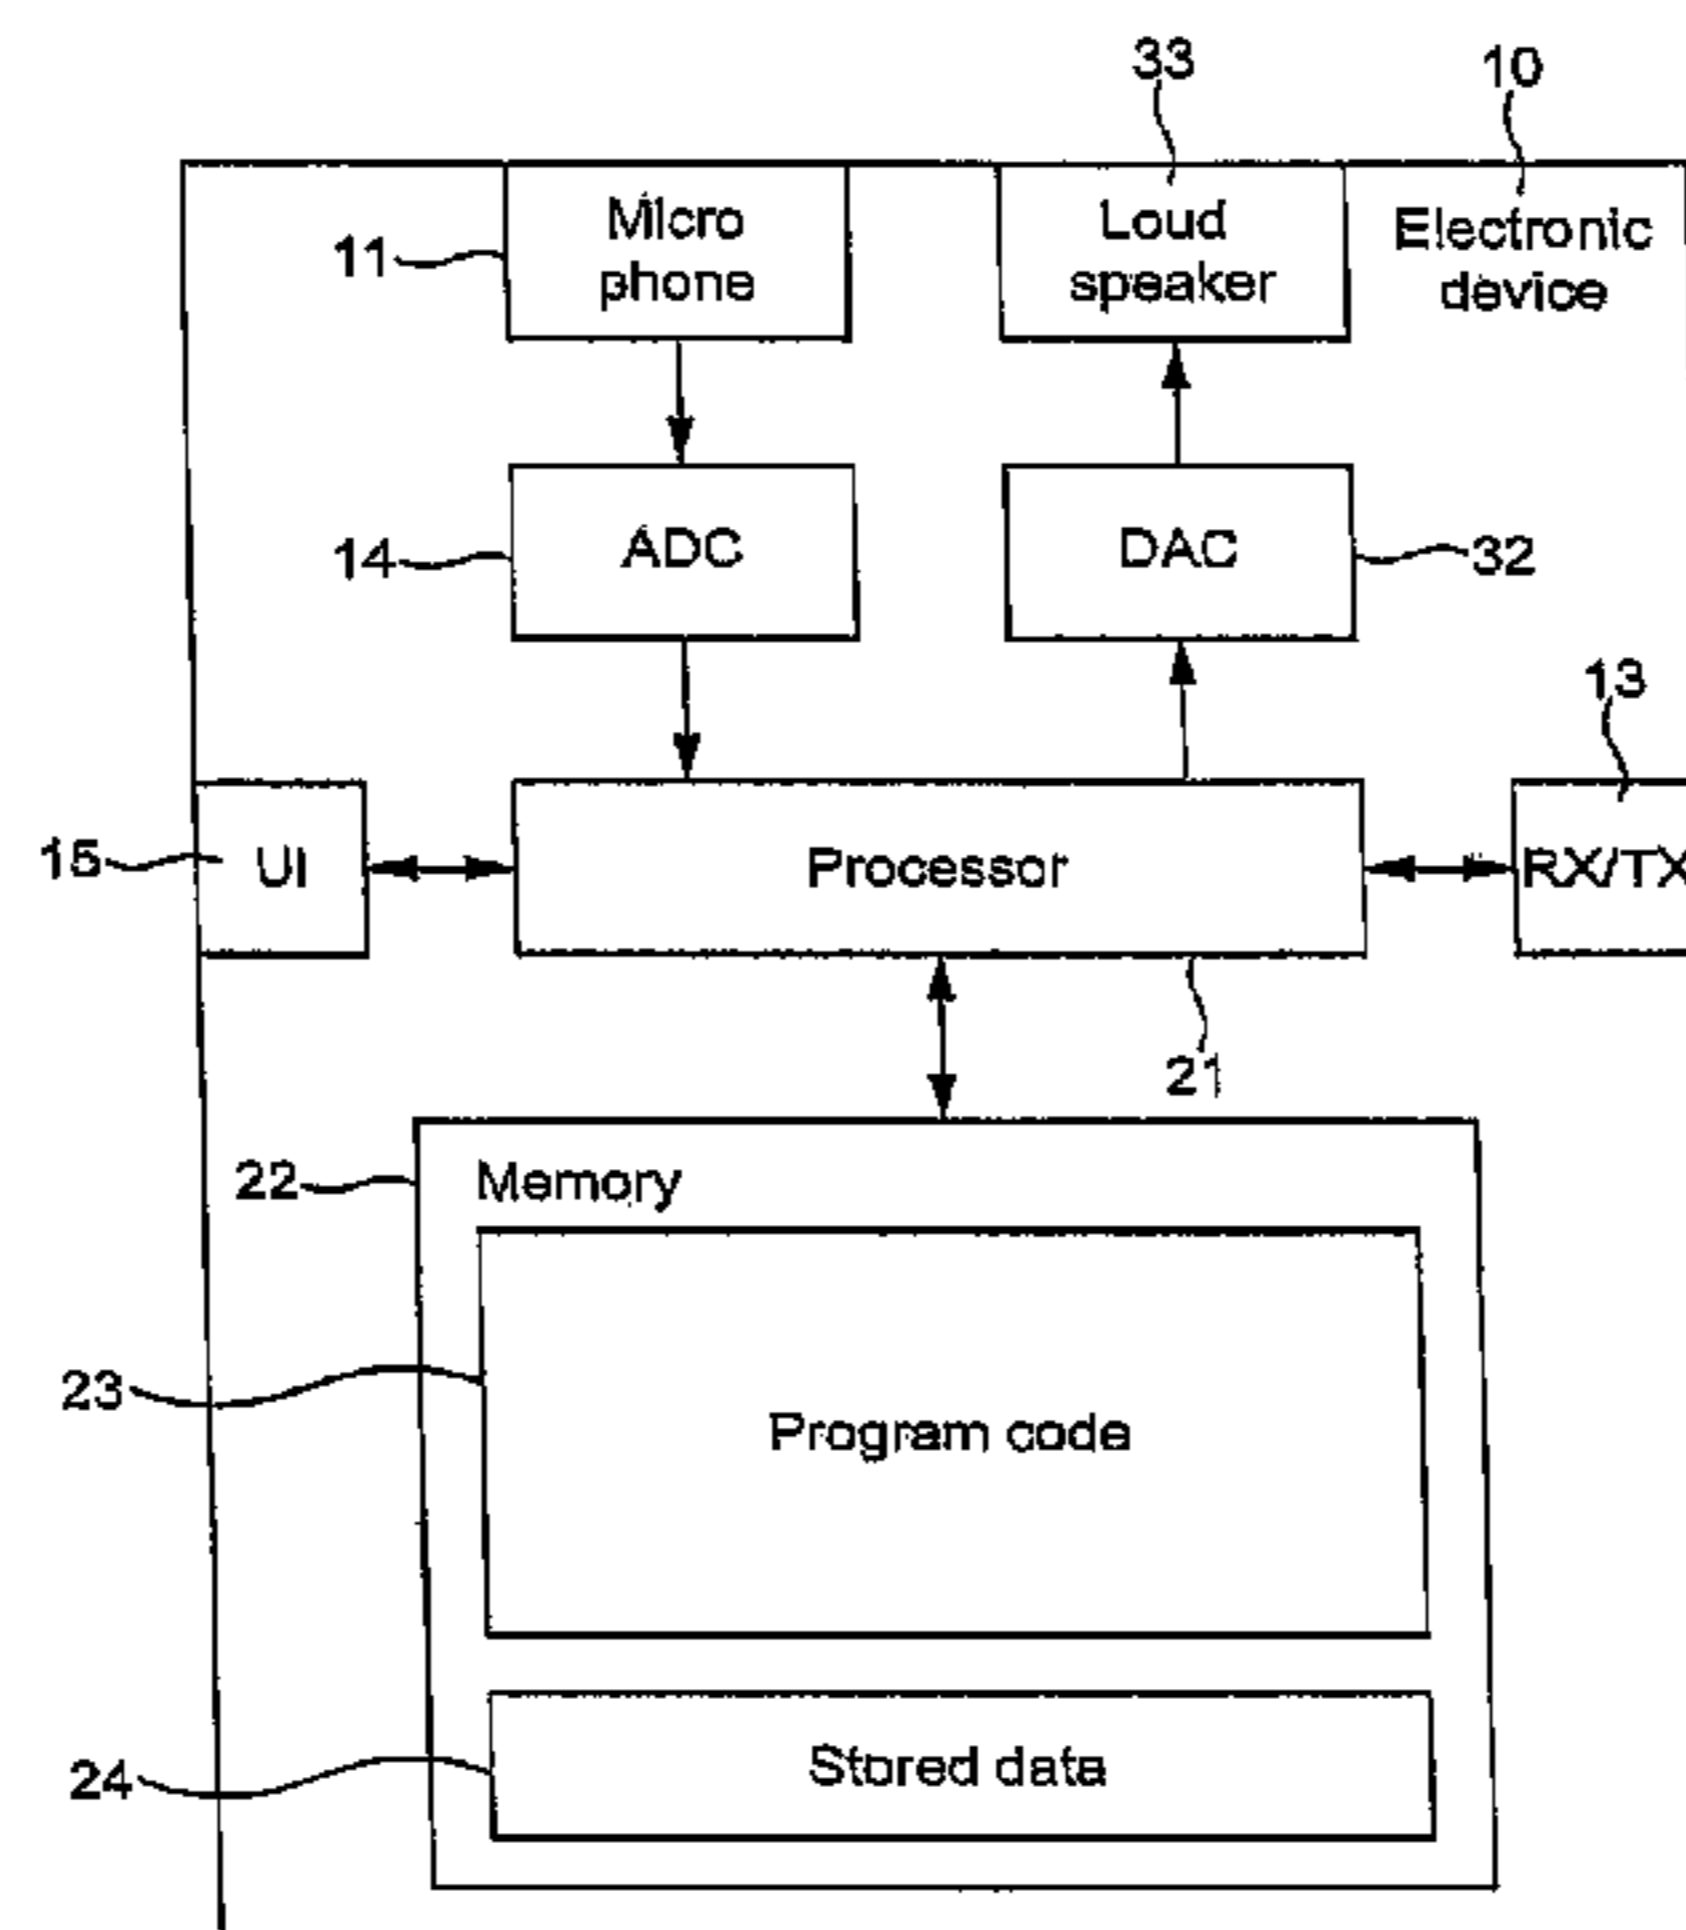 33
10
Micro
phone
Loud
speaker
Electronic
device
11
ADC
DAC
14
32
13
15
UI
Processor
RX/TX
21
22
Memory
23
Program code
24
Stored data